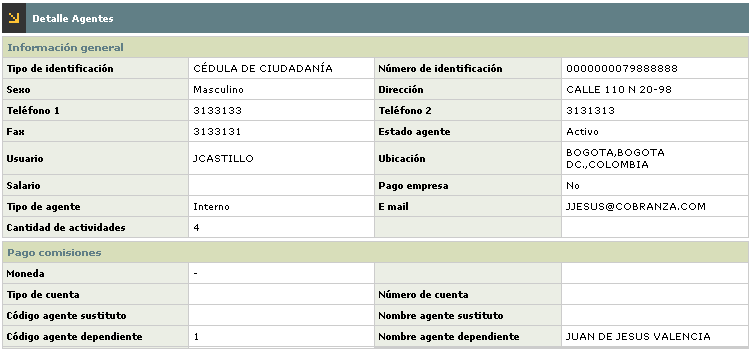 Detalle Agentes
Información general
Tipo de identificación CÉDULA DE CIUDADANÍA Número de identificación 0000000079888888
Sexo Masculino Dirección CALLE 110 N 20-98
Teléfono 1 3133133 Teléfono 2 3131313
Fax 3133131 Estado agente Activo
Usuario JCASTILLO Ubicación BOGOTA,BOGOTA
DC.,COLOMBIA
Salario Pago empresa No
Tipo de agente Interno E mail JJESUS@COBRANZA.COM
Cantidad de actividades 4
Pago comisiones
Moneda -
Tipo de cuenta Número de cuenta
Código agente sustituto Nombre agente sustituto
Código agente dependiente 1 Nombre agente dependiente JUAN DE JESUS VALENCIA